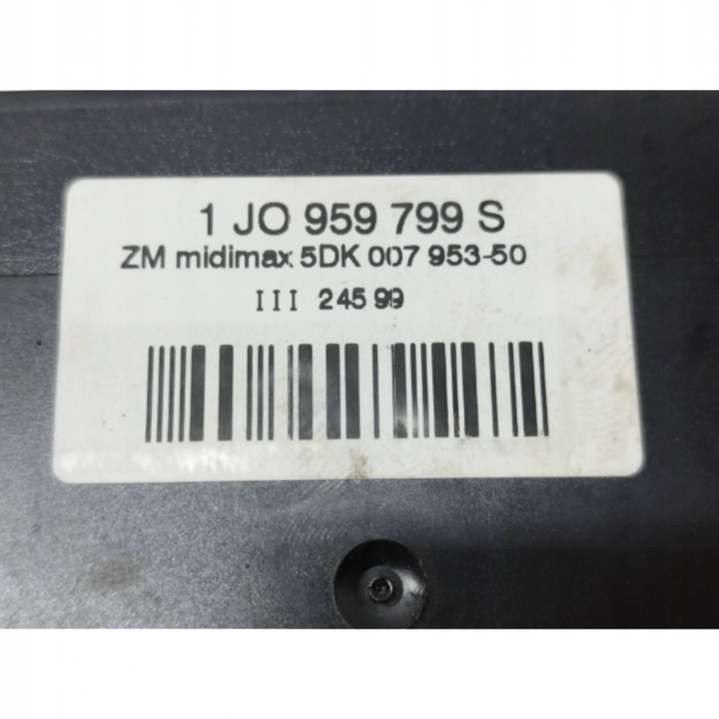 1 JO 959 799 S
ZM midimax 5DK 007 953-50
III 245 99